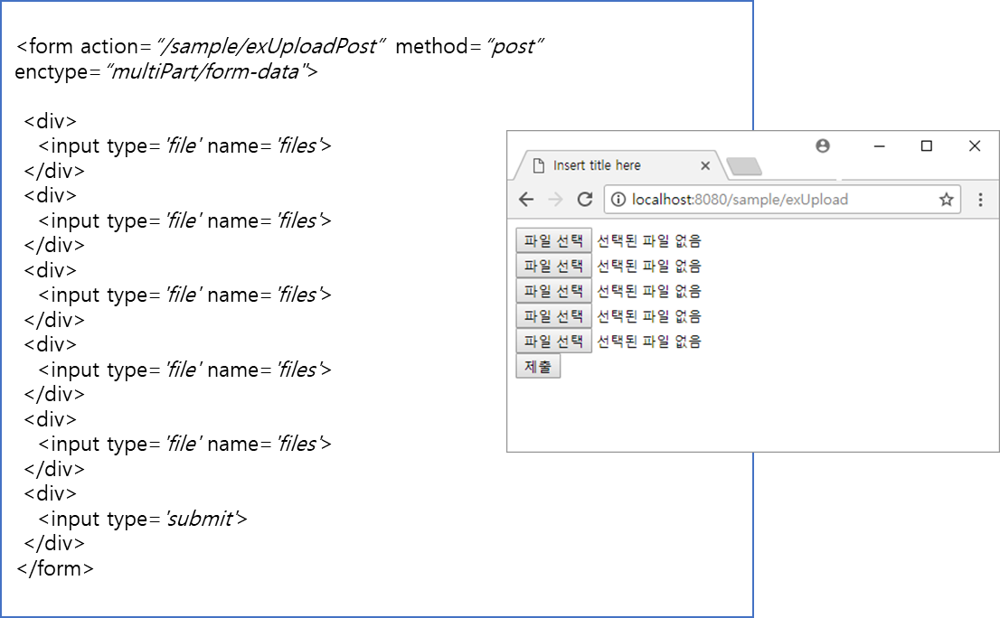 <form action=“/sample/exUploadPost” method=“post”
enctype=“multiPart/form-data">
<div>
<input type='file' name='files'>
</div>
<div>
<input type='file' name='files'>
</div>
<div>
<input type='file' name='files'>
</div>
<div>
<input type='file' name='files'>
</div>
<div>
<input type='file' name='files'>
</div>
<div>
<input type='submit'>
</div>
</form>
Insert title here
localhost:8080/sample/exUpload
파일 선택 선택된 파일 없음
파일 선택 선택된 파일 없음
파일 선택 선택된 파일 없음
파일 선택 선택된 파일 없음
파일 선택 선택된 파일 없음
제출